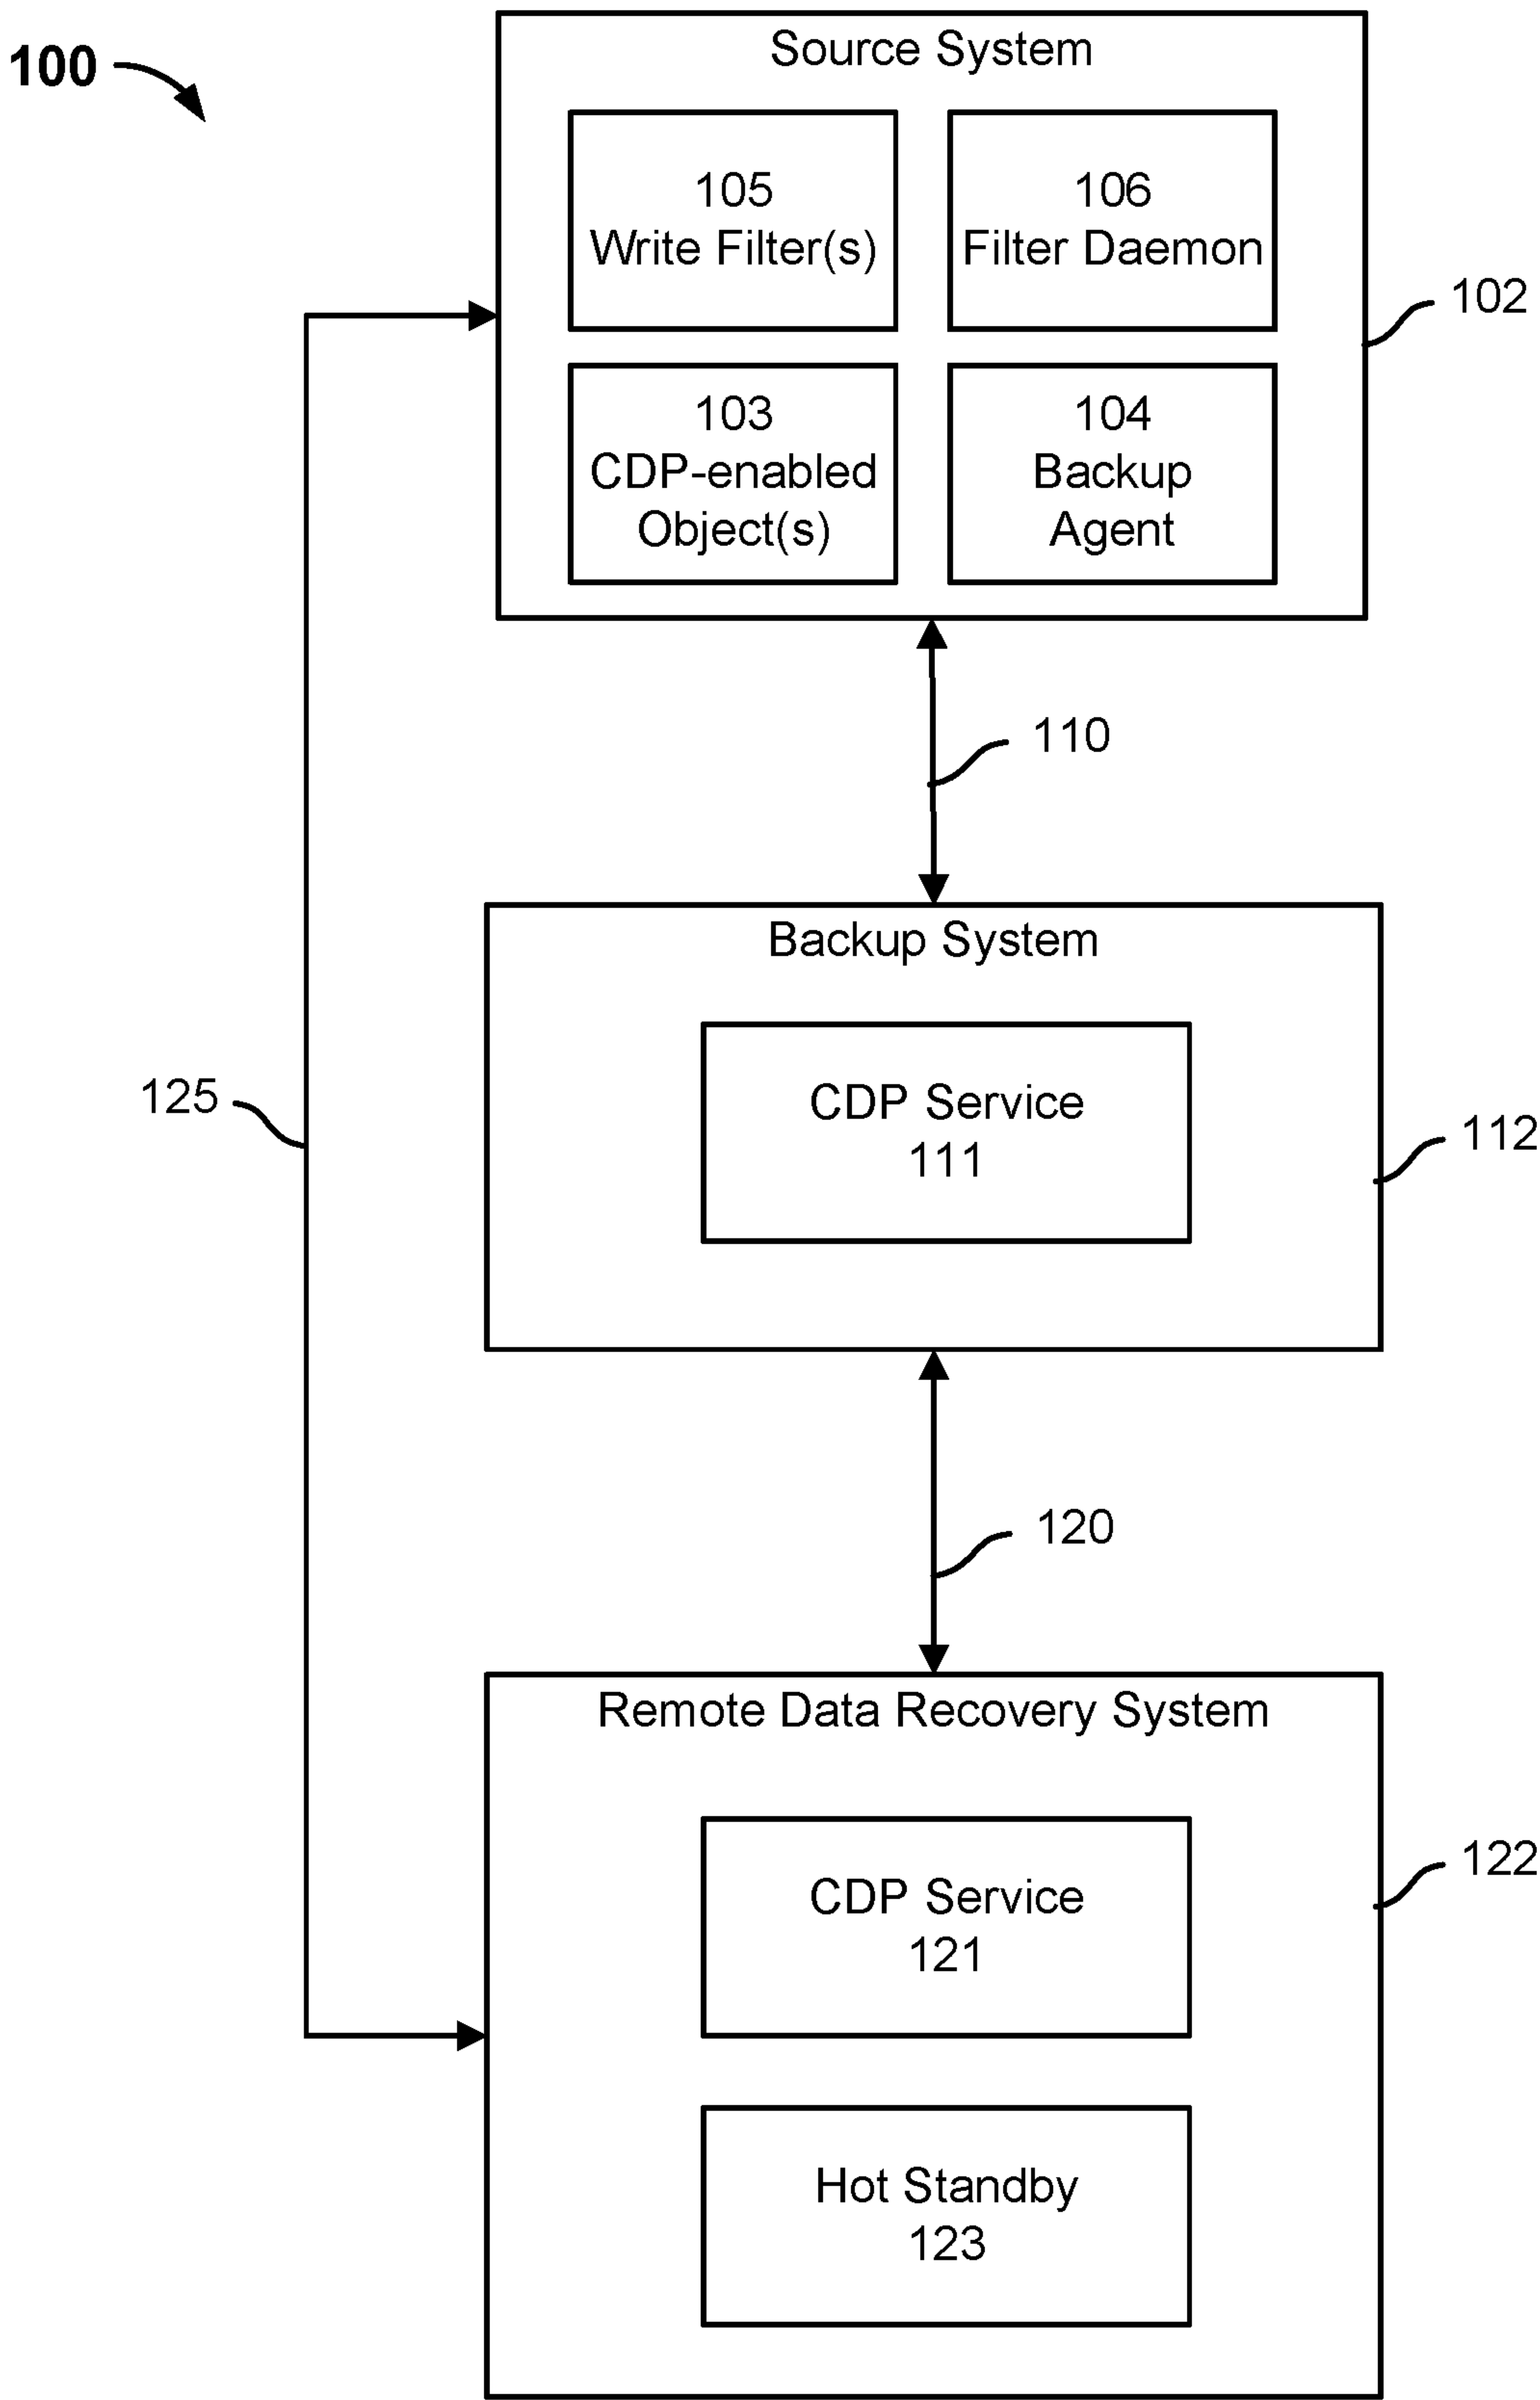 100
Source System
105
Write Filter(s)
106
Filter Daemon
102
103
CDP-enabled
Object(s)
104
Backup
Agent
110
Backup System
CDP Service
111
125
112
120
Remote Data Recovery System
CDP Service
121
122
Hot Standby
123